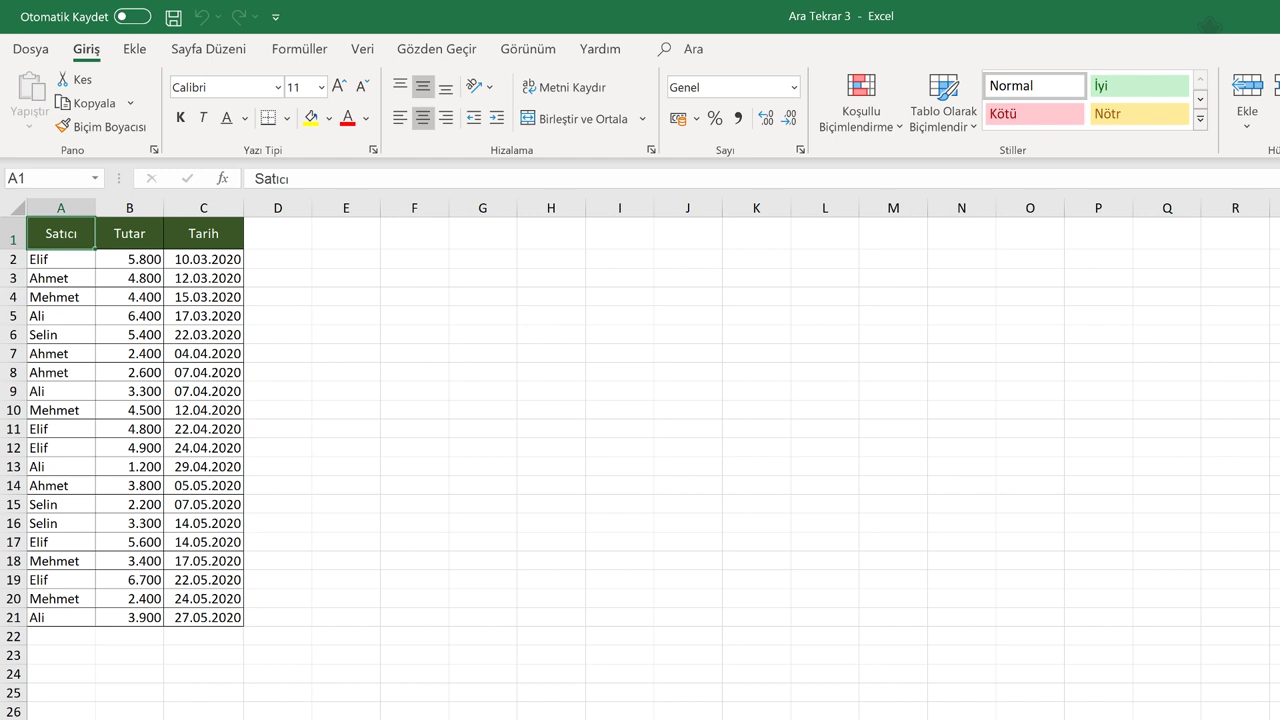 Otomatik Kaydet Ara Tekrar 3 - Excel
Dosya Giriş Ekle Sayfa Düzeni Formüller Veri Gözden Geçir Görünüm Yardım Ara
Yapıştır Kes Kopyala Biçim Boyacısı
Pano
Calibri 11
K T A A
Yazı Tipi
Metni Kaydır
Birleştir ve Ortala
Hizalama
Genel
%
Sayı
Koşullu Biçimlendirme
Tablo Olarak Biçimlendir
Normal İyi
Kötü Nötr
Stiller
Ekle
Hü
A1 fx Satıcı
A B C D E F G H I J K L M N O P Q R
1 Satıcı Tutar Tarih
2 Elif 5.800 10.03.2020
3 Ahmet 4.800 12.03.2020
4 Mehmet 4.400 15.03.2020
5 Ali 6.400 17.03.2020
6 Selin 5.400 22.03.2020
7 Ahmet 2.400 04.04.2020
8 Ahmet 2.600 07.04.2020
9 Ali 3.300 07.04.2020
10 Mehmet 4.500 12.04.2020
11 Elif 4.800 22.04.2020
12 Elif 4.900 24.04.2020
13 Ali 1.200 29.04.2020
14 Ahmet 3.800 05.05.2020
15 Selin 2.200 07.05.2020
16 Selin 3.300 14.05.2020
17 Elif 5.600 14.05.2020
18 Mehmet 3.400 17.05.2020
19 Elif 6.700 22.05.2020
20 Mehmet 2.400 24.05.2020
21 Ali 3.900 27.05.2020
22
23
24
25
26